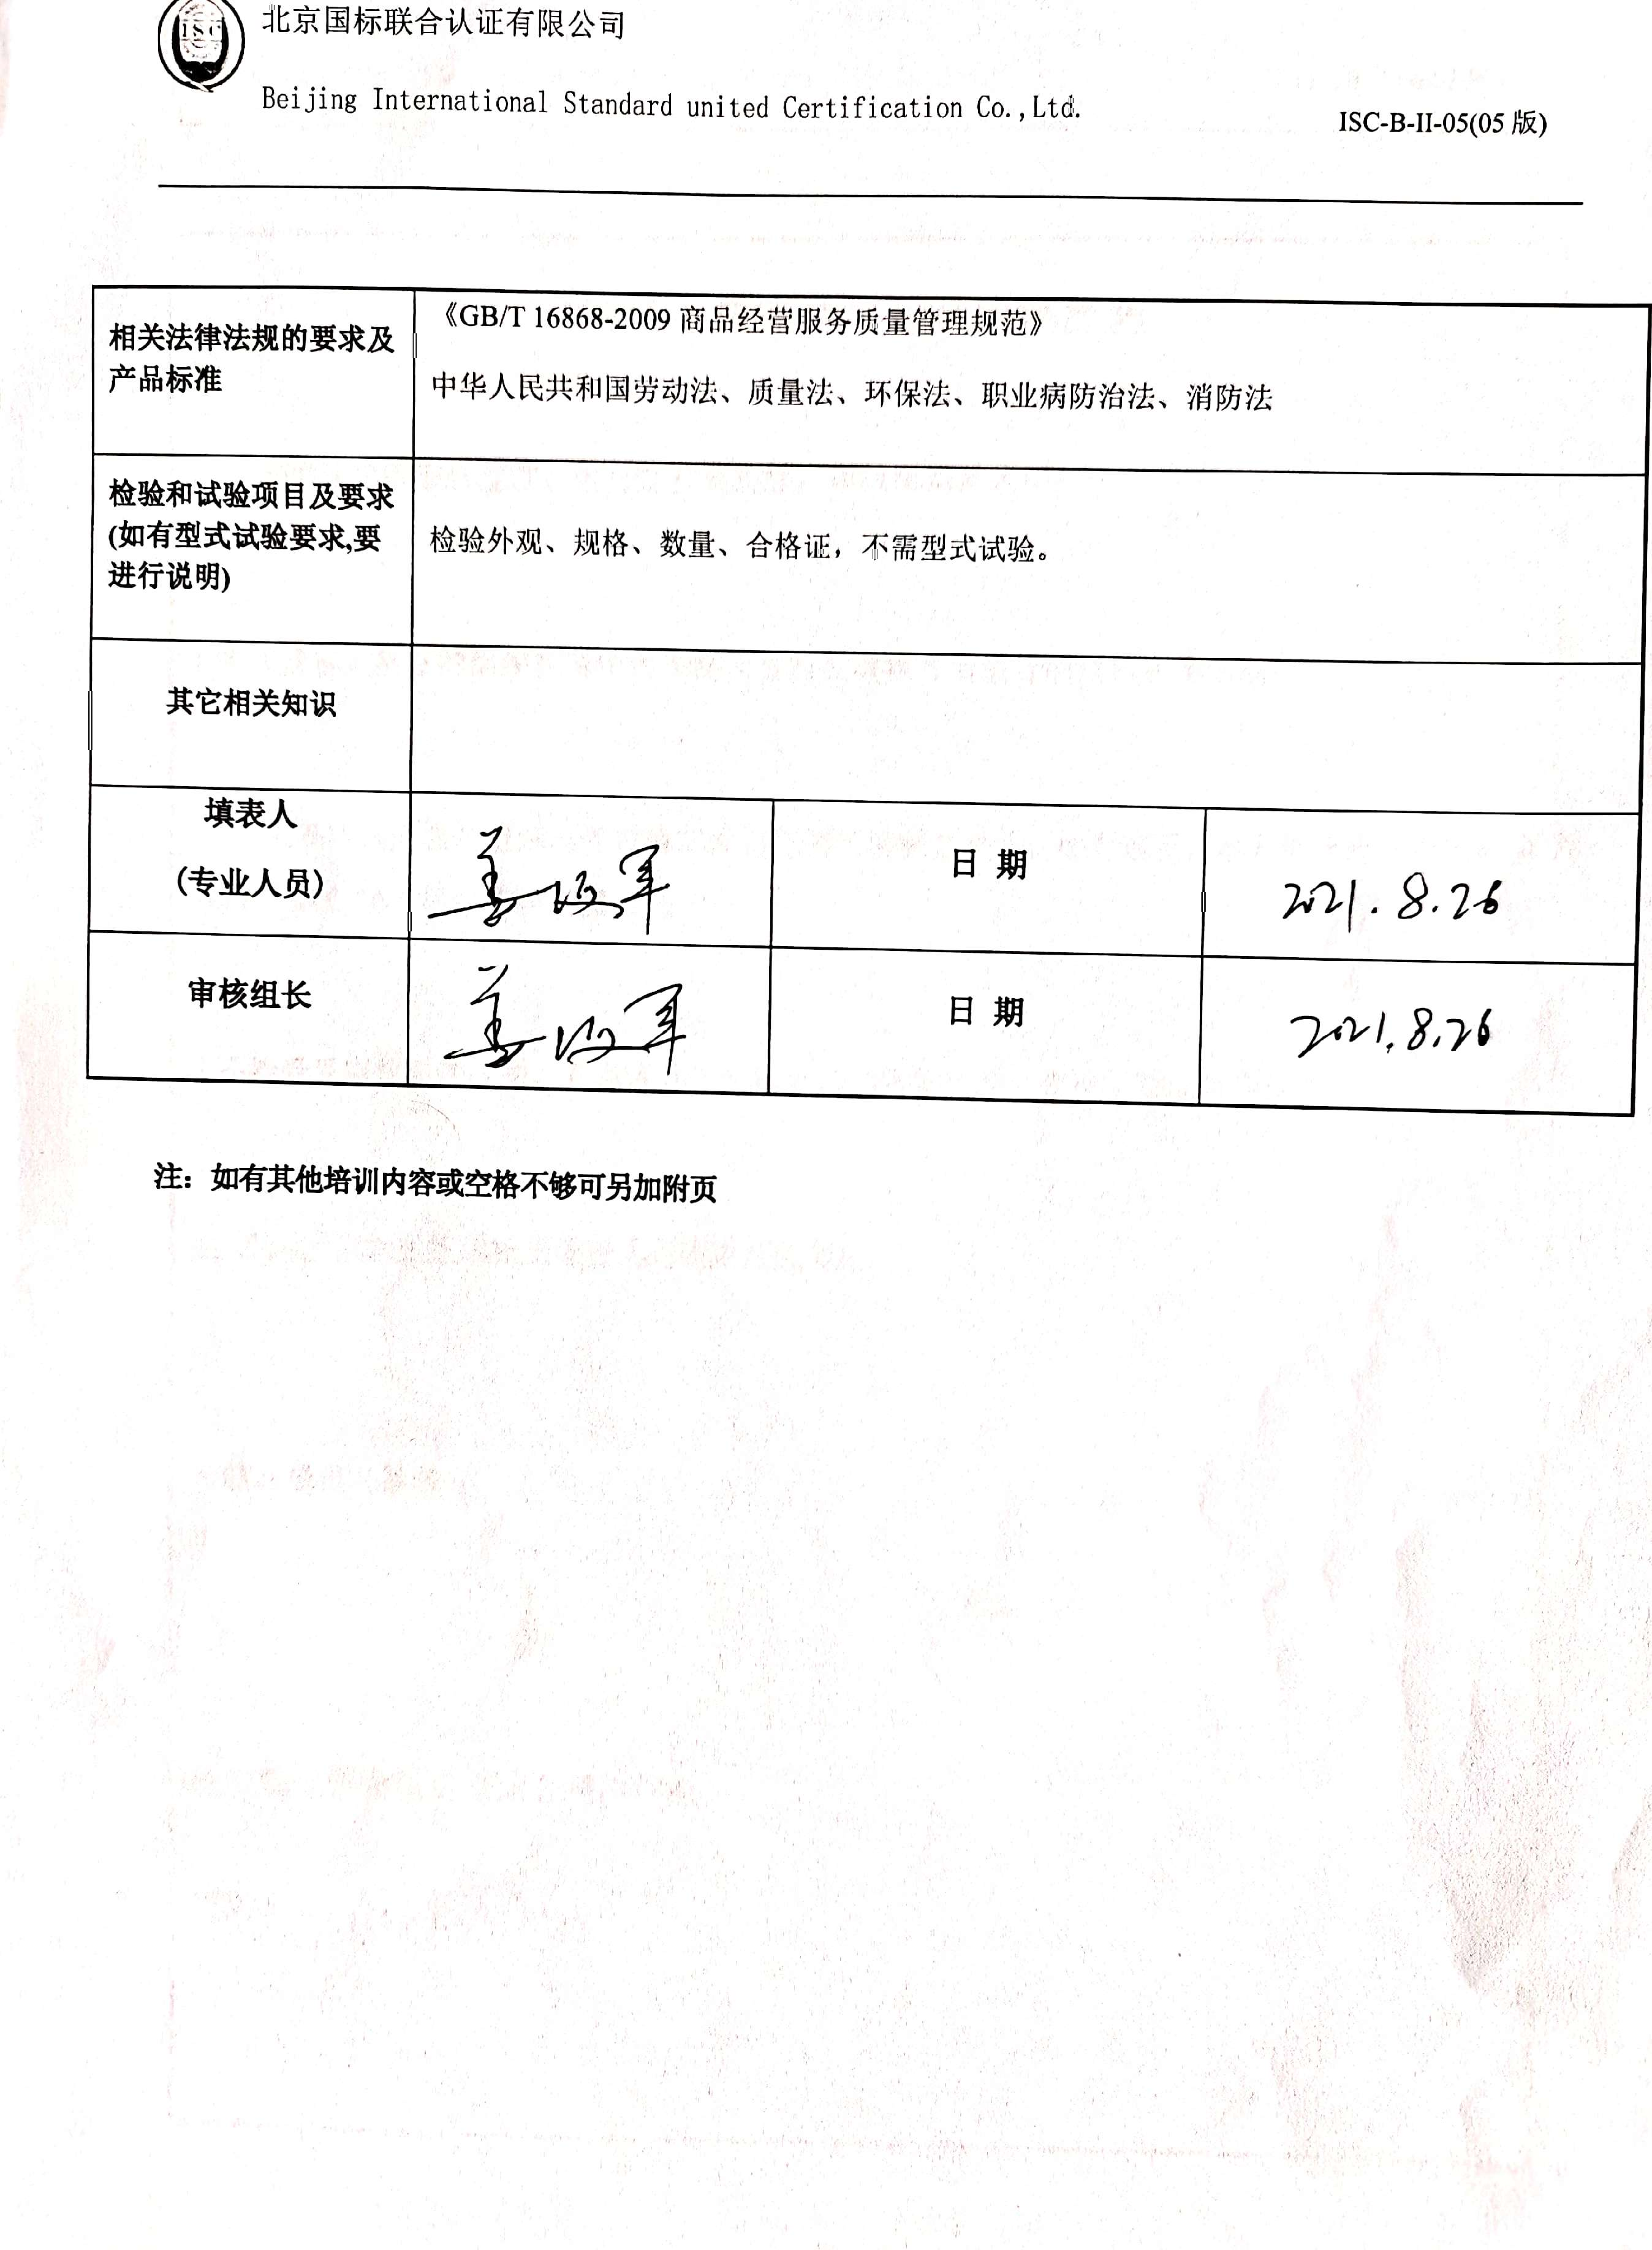 ISC
北京国标联合认证有限公司
Beijing International Standard united Certification Co.,Ltd.
ISC-B-II-05(05 版)
相关法律法规的要求及
产品标准
《GB/T 16868-2009 商品经营服务质量管理规范》
中华人民共和国劳动法、质量法、环保法、职业病防治法、消防法
检验和试验项目及要求
(如有型式试验要求,要
进行说明)
检验外观、规格、数量、合格证，不需型式试验。
其它相关知识
填表人
(专业人员)
日 期
2021.8.26
审核组长
日 期
2021.8.26
注：如有其他培训内容或空格不够可另加附页